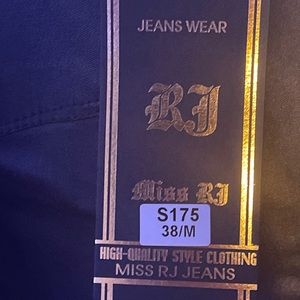 JEANS WEAR
RJ
Miss RJ
S175
38/M
HIGH-QUALITY STYLE CLOTHING
MISS RJ JEANS